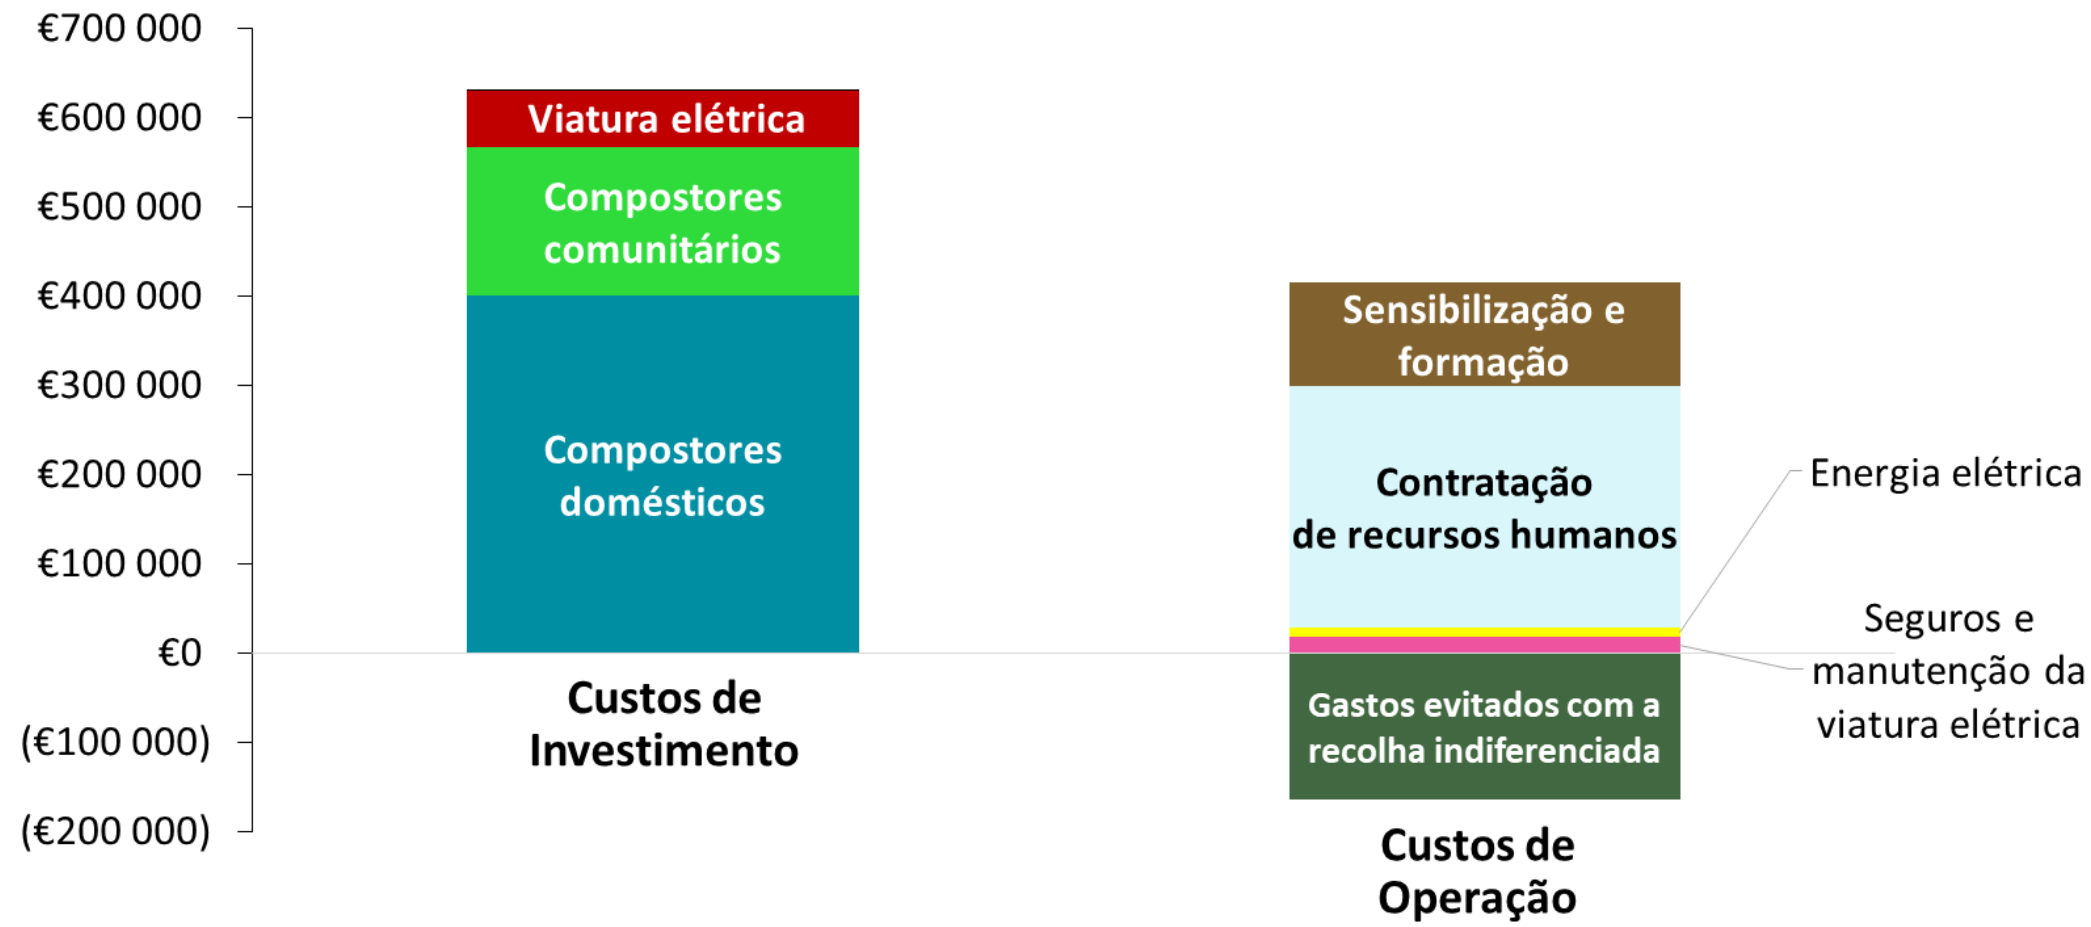 €700 000
€600 000
€500 000
€400 000
€300 000
€200 000
€100 000
€0
(€100 000)
(€200 000)
Viatura elétrica
Compostores
comunitários
Compostores
domésticos
Custos de
Investimento
Sensibilização e
formação
Contratação
de recursos humanos
Gastos evitados com a
recolha indiferenciada
Custos de
Operação
Energia elétrica
Seguros e
manutenção da
viatura elétrica